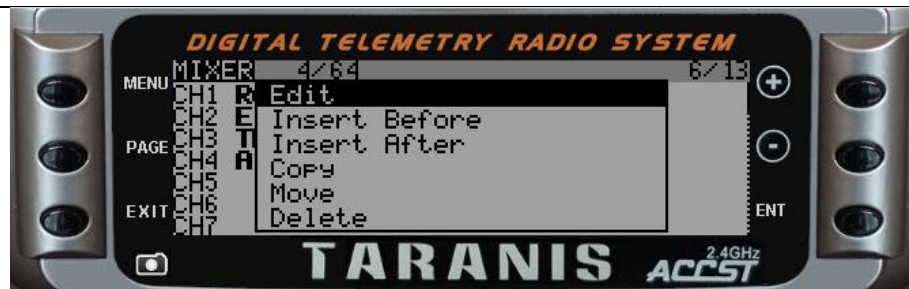 DIGITAL TELEMETRY RADIO SYSTEM
MENU
PAGE
EXIT
MIXER 4/64 6/13
CH1 R Edit
CH2 E Insert Before
CH3 T Insert After
CH4 A Copy
CH5 Move
CH6 Delete
CH7
+
-
ENT
TARANIS
2.4GHz
ACCST